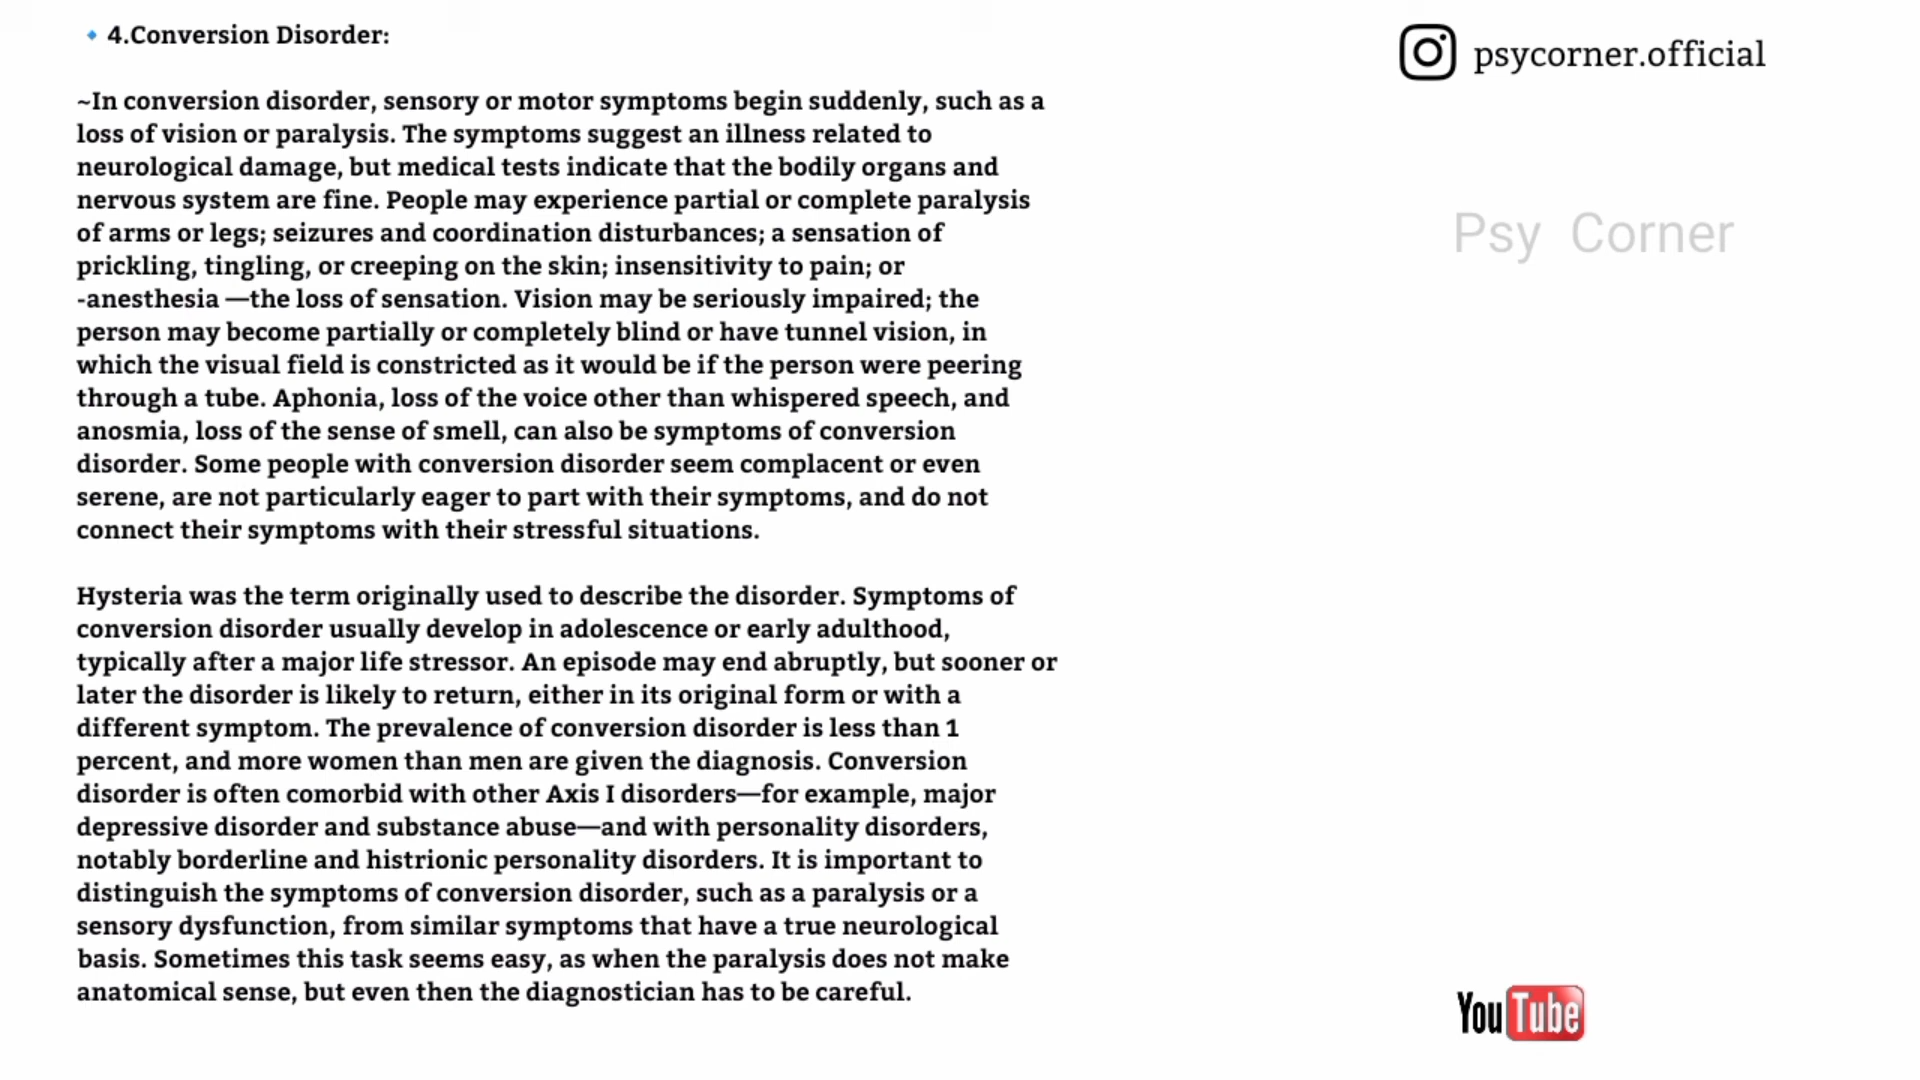 🔹 4.Conversion Disorder:
~In conversion disorder, sensory or motor symptoms begin suddenly, such as a
loss of vision or paralysis. The symptoms suggest an illness related to
neurological damage, but medical tests indicate that the bodily organs and
nervous system are fine. People may experience partial or complete paralysis
of arms or legs; seizures and coordination disturbances; a sensation of
prickling, tingling, or creeping on the skin; insensitivity to pain; or
-anesthesia —the loss of sensation. Vision may be seriously impaired; the
person may become partially or completely blind or have tunnel vision, in
which the visual field is constricted as it would be if the person were peering
through a tube. Aphonia, loss of the voice other than whispered speech, and
anosmia, loss of the sense of smell, can also be symptoms of conversion
disorder. Some people with conversion disorder seem complacent or even
serene, are not particularly eager to part with their symptoms, and do not
connect their symptoms with their stressful situations.
Hysteria was the term originally used to describe the disorder. Symptoms of
conversion disorder usually develop in adolescence or early adulthood,
typically after a major life stressor. An episode may end abruptly, but sooner or
later the disorder is likely to return, either in its original form or with a
different symptom. The prevalence of conversion disorder is less than 1
percent, and more women than men are given the diagnosis. Conversion
disorder is often comorbid with other Axis I disorders—for example, major
depressive disorder and substance abuse—and with personality disorders,
notably borderline and histrionic personality disorders. It is important to
distinguish the symptoms of conversion disorder, such as a paralysis or a
sensory dysfunction, from similar symptoms that have a true neurological
basis. Sometimes this task seems easy, as when the paralysis does not make
anatomical sense, but even then the diagnostician has to be careful.
psycorner.official
Psy Corner
YouTube